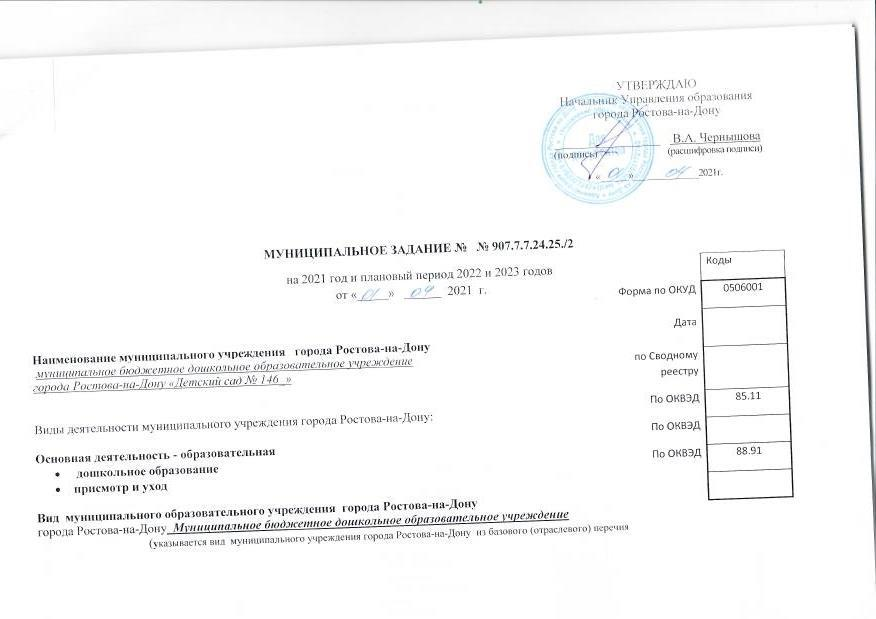 УТВЕРЖДАЮ
Начальник Управления образования
города Ростова-на-Дону
В.А. Чернышова
(подпись) (расшифровка подписи)
« 01 » 04 2021г.
МУНИЦИПАЛЬНОЕ ЗАДАНИЕ № № 907.7.7.24.25./2
на 2021 год и плановый период 2022 и 2023 годов
от « 01 » 04 2021 г.
Коды
Форма по ОКУД 0506001
Дата
по Сводному
реестру
По ОКВЭД 85.11
По ОКВЭД
По ОКВЭД 88.91
Наименование муниципального учреждения города Ростова-на-Дону
муниципальное бюджетное дошкольное образовательное учреждение
города Ростова-на-Дону «Детский сад № 146_»
Виды деятельности муниципального учреждения города Ростова-на-Дону:
Основная деятельность - образовательная
• дошкольное образование
• присмотр и уход
Вид муниципального образовательного учреждения города Ростова-на-Дону
города Ростова-на-Дону Муниципальное бюджетное дошкольное образовательное учреждение
(указывается вид муниципального учреждения города Ростова-на-Дону из базового (отраслевого) перечня